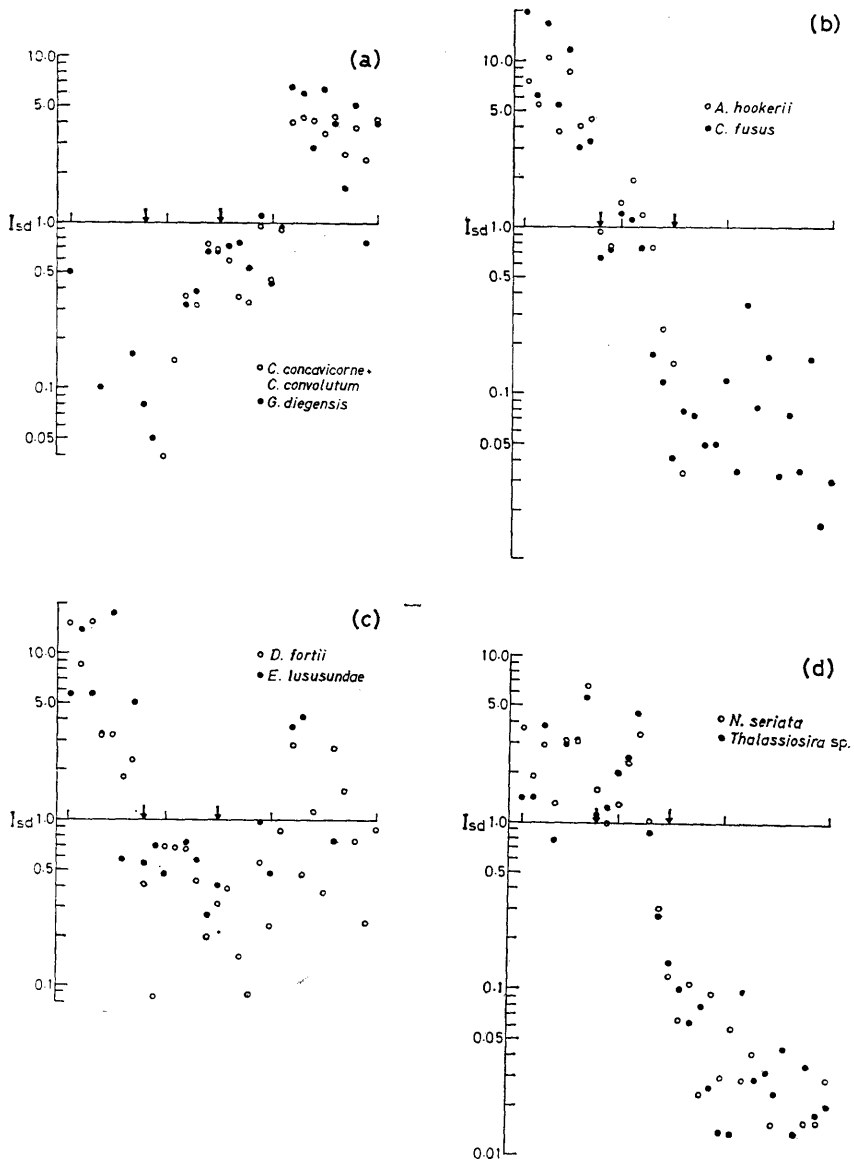 (a)
10.0
5.0
Isd 1.0
0.5
0.1
0.05
C. concavicorne +
C. convolutum
G. diegensis
(b)
10.0
5.0
Isd 1.0
0.5
0.1
0.05
A. hookerii
C. fusus
(c)
10.0
5.0
Isd 1.0
0.5
0.1
D. fortii
E. lususundae
(d)
10.0
5.0
Isd 1.0
0.5
0.1
0.05
0.01
N. seriata
Thalassiosira sp.